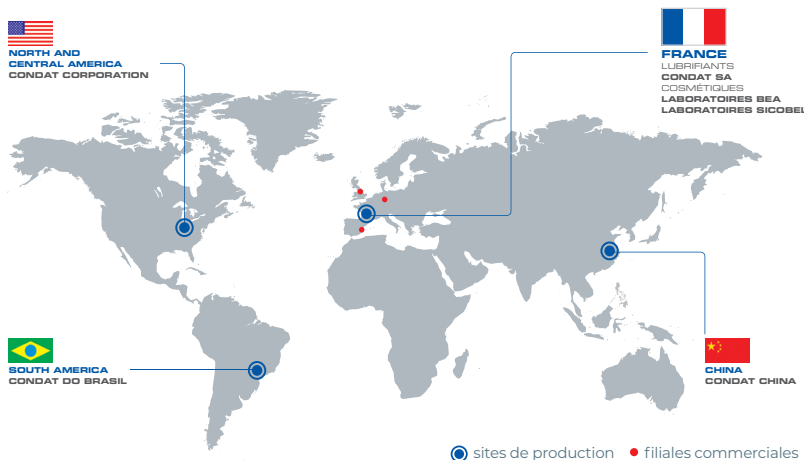 NORTH AND
CENTRAL AMERICA
CONDAT CORPORATION
FRANCE
LUBRIFIANTS
CONDAT SA
COSMÉTIQUES
LABORATOIRES BEA
LABORATOIRES SICOBEL
SOUTH AMERICA
CONDAT DO BRASIL
CHINA
CONDAT CHINA
sites de production
filiales commerciales